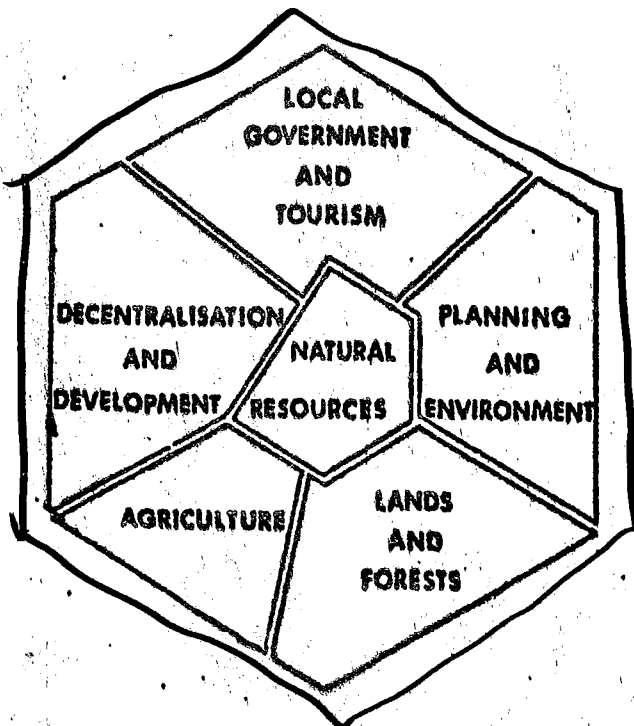 LOCAL
GOVERNMENT
AND
TOURISM
DECENTRALISATION
AND
DEVELOPMENT
NATURAL
RESOURCES
PLANNING
AND
ENVIRONMENT
AGRICULTURE
LANDS
AND
FORESTS